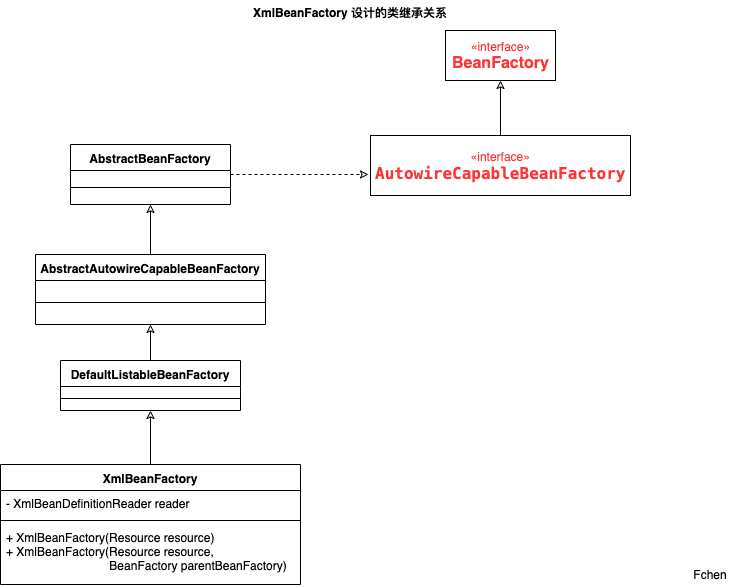 XmlBeanFactory 设计的类继承关系
«interface»
BeanFactory
«interface»
AutowireCapableBeanFactory
AbstractBeanFactory
AbstractAutowireCapableBeanFactory
DefaultListableBeanFactory
XmlBeanFactory
- XmlBeanDefinitionReader reader
+ XmlBeanFactory(Resource resource)
+ XmlBeanFactory(Resource resource,
BeanFactory parentBeanFactory)
Fchen